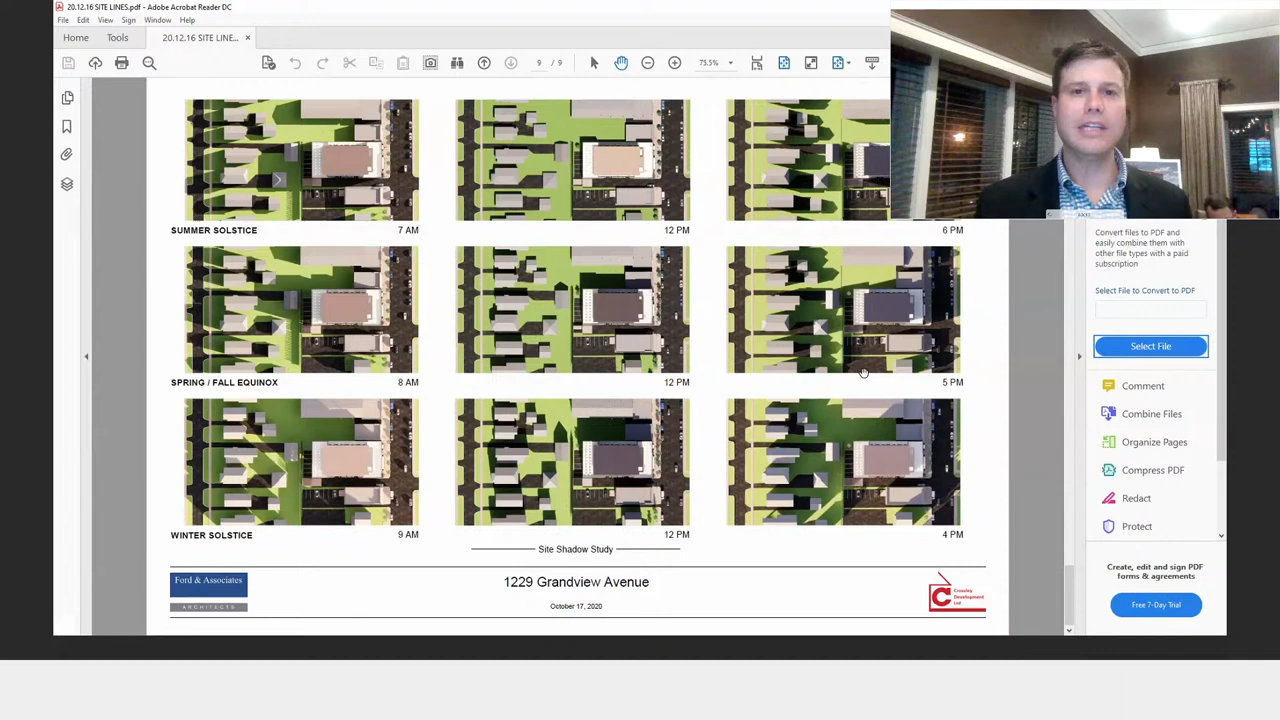 20.12.16 SITE LINES.pdf - Adobe Acrobat Reader DC
File Edit View Sign Window Help
Home Tools 20.12.16 SITE LINE... ×
9 / 9 75.5%
SUMMER SOLSTICE 7 AM 12 PM 6 PM
SPRING / FALL EQUINOX 8 AM 12 PM 5 PM
WINTER SOLSTICE 9 AM 12 PM 4 PM
Site Shadow Study
Ford & Associates
ARCHITECTS
1229 Grandview Avenue
October 17, 2020
C Crossley
Development
Ltd
Convert files to PDF and
easily combine them with
other file types with a paid
subscription
Select File to Convert to PDF
Select File
Comment
Combine Files
Organize Pages
Compress PDF
Redact
Protect
Create, edit and sign PDF
forms & agreements
Free 7-Day Trial